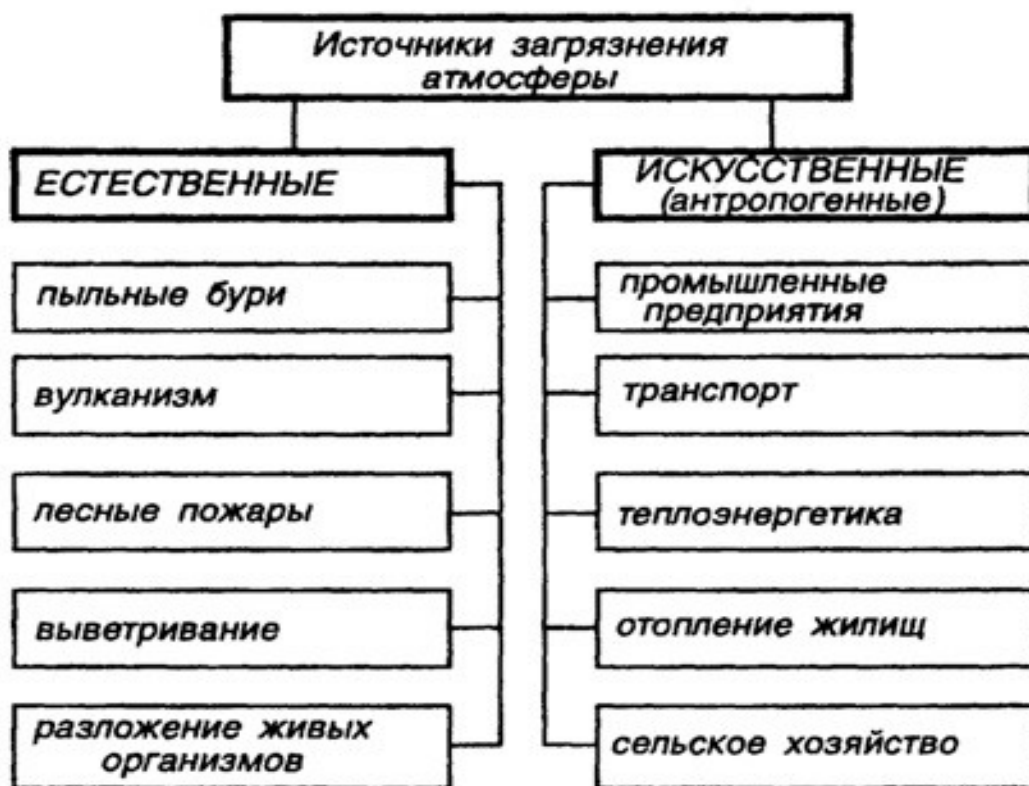 Источники загрязнения
атмосферы
ЕСТЕСТВЕННЫЕ
пыльные бури
вулканизм
лесные пожары
выветривание
разложение живых
организмов
ИСКУССТВЕННЫЕ
(антропогенные)
промышленные
предприятия
транспорт
теплоэнергетика
отопление жилищ
сельское хозяйство